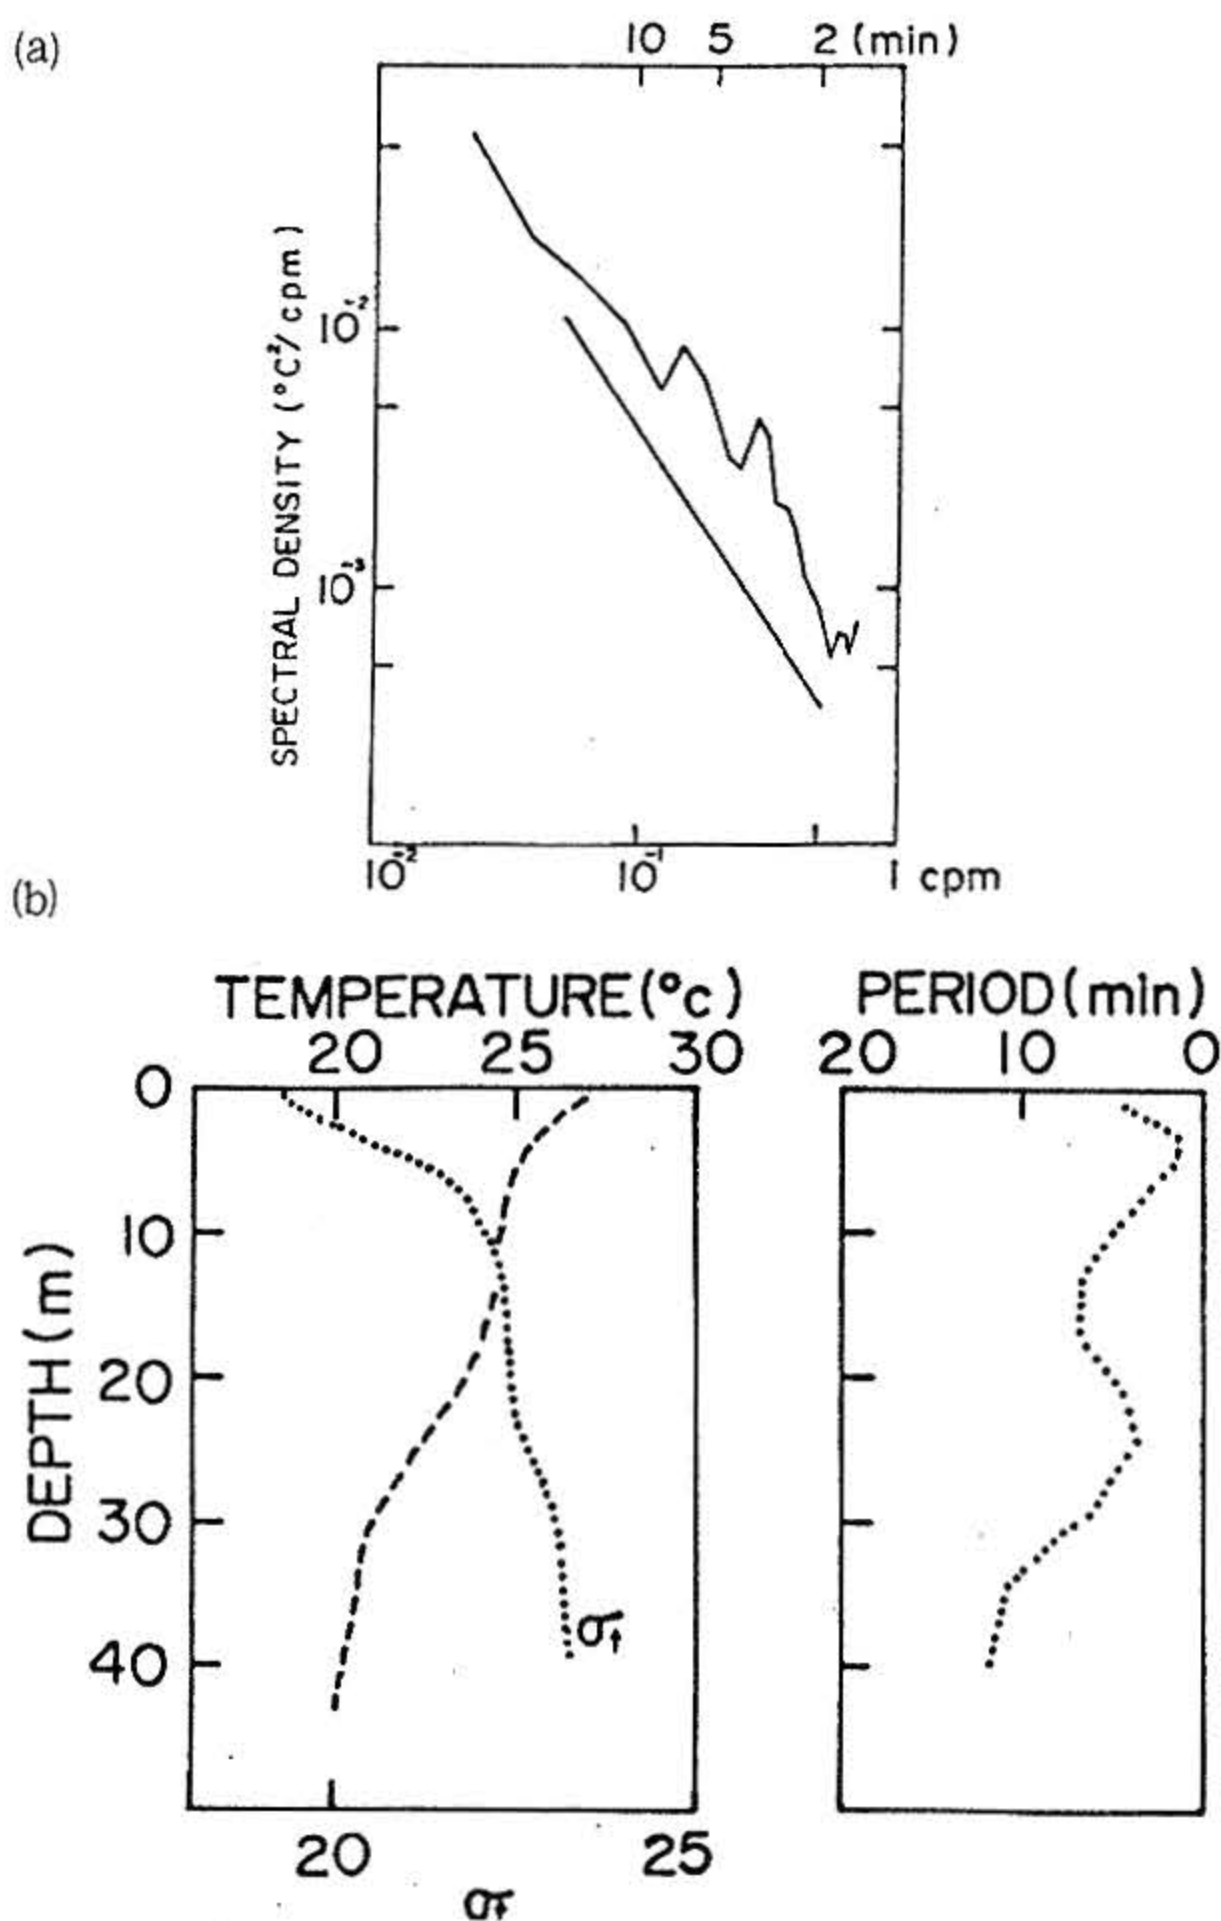 (a)
10 5 2 (min)
SPECTRAL DENSITY (°C²/cpm)
10⁻²
10⁻³
10⁻² 10⁻¹ 1 cpm
(b)
TEMPERATURE(°c)
20 25 30
PERIOD(min)
20 10 0
DEPTH(m)
0
10
20
30
40
σt
20 25
σt